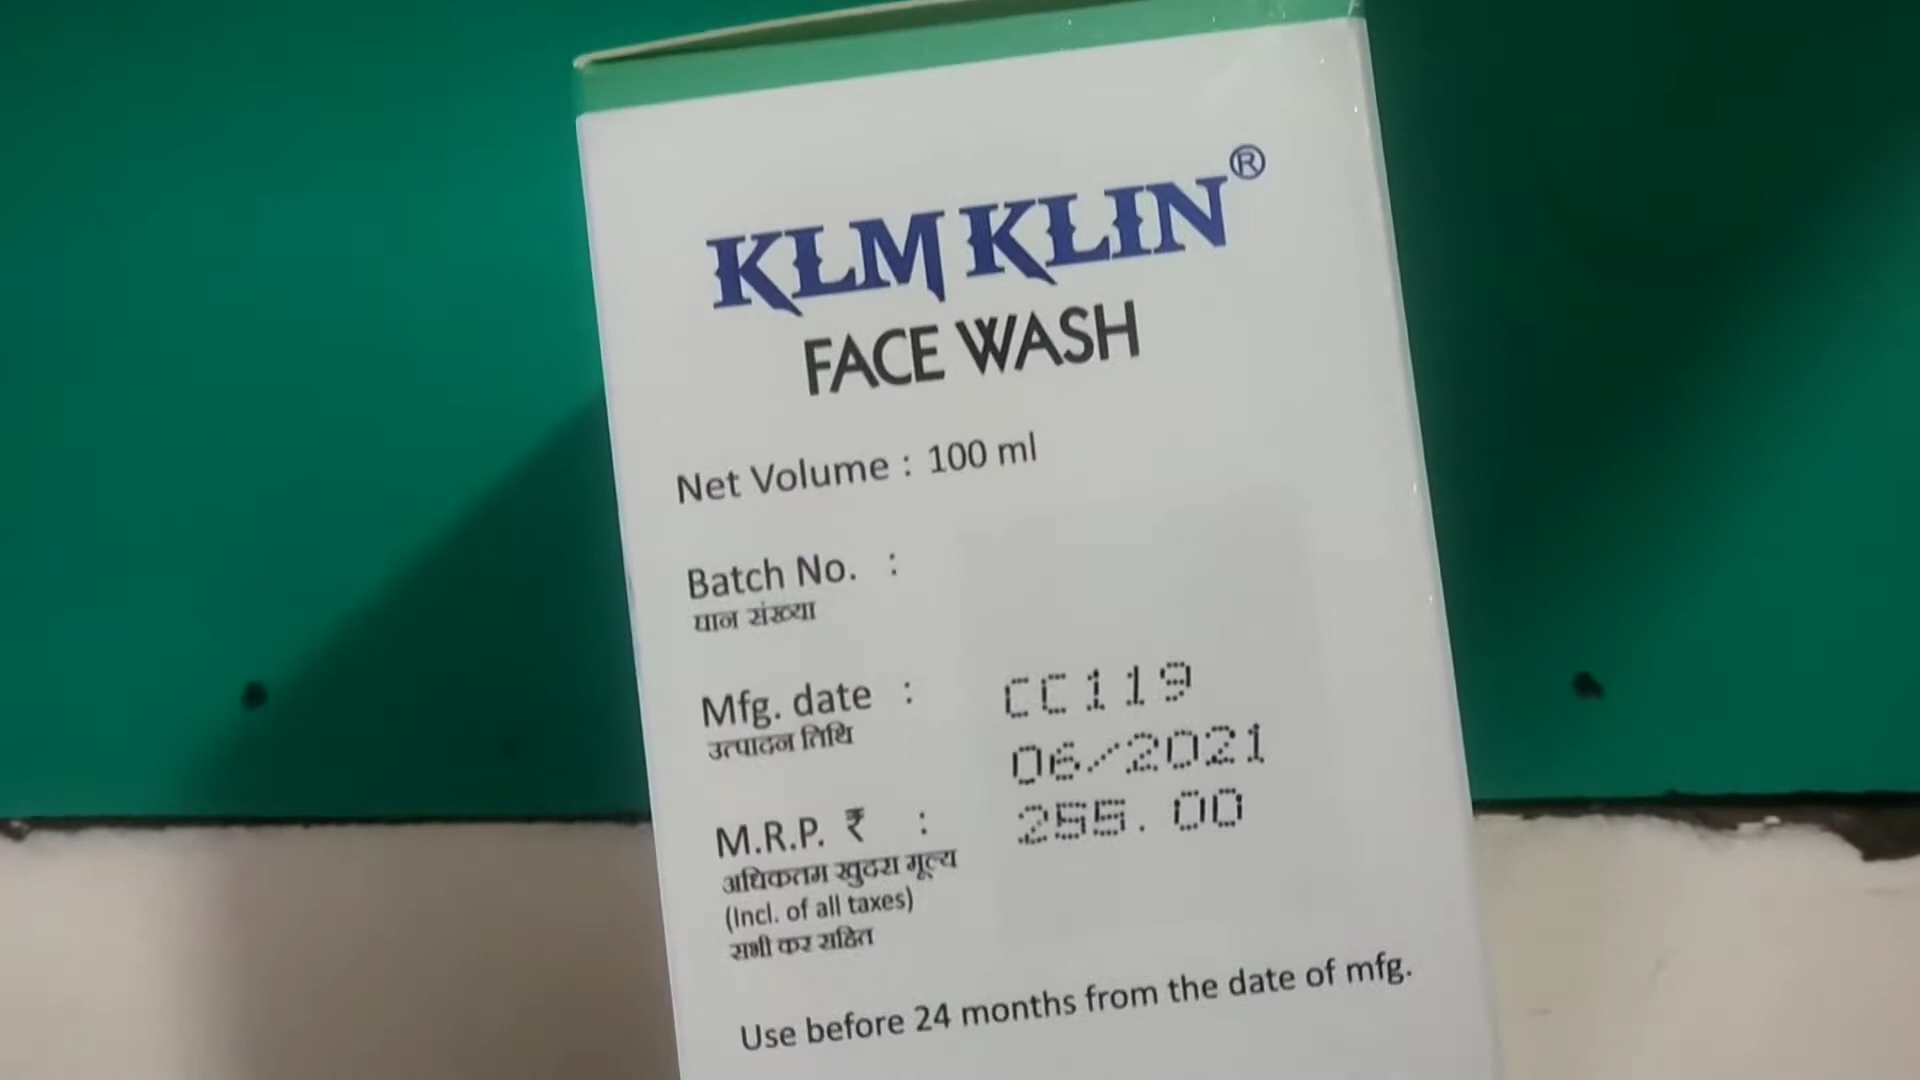 KLM KLIN®
FACE WASH
Net Volume : 100 ml
Batch No. :
घान संख्या
Mfg. date : CC119
उत्पादन तिथि
06/2021
M.R.P. ₹ : 255.00
अधिकतम खुदरा मूल्य
(Incl. of all taxes)
सभी कर सहित
Use before 24 months from the date of mfg.